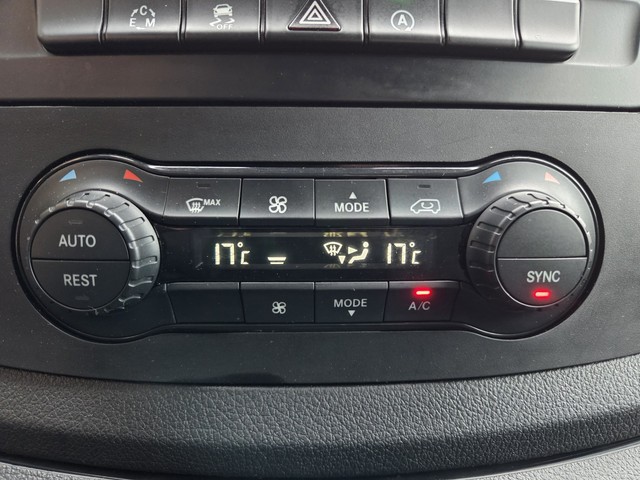 C
E M
OFF
A
MAX
MODE
AUTO
REST
17°c
17°c
SYNC
MODE
A/C